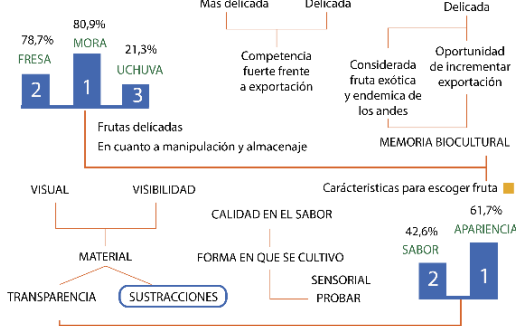 Más delicada
Delicada
Delicada
78,7%
FRESA
2
80,9%
MORA
1
21,3%
UCHUVA
3
Competencia
fuerte frente
a exportación
Considerada
fruta exótica
y endemica de
los andes
Oportunidad
de incrementar
exportación
Frutas delícadas
En cuanto a manipulación y almacenaje
MEMORIA BIOCULTURAL
Carácterísticas para escoger fruta
VISUAL
VISIBILIDAD
MATERIAL
TRANSPARENCIA
SUSTRACCIONES
CALIDAD EN EL SABOR
FORMA EN QUE SE CULTIVO
SENSORIAL
PROBAR
42,6%
SABOR
2
61,7%
APARIENCIA
1